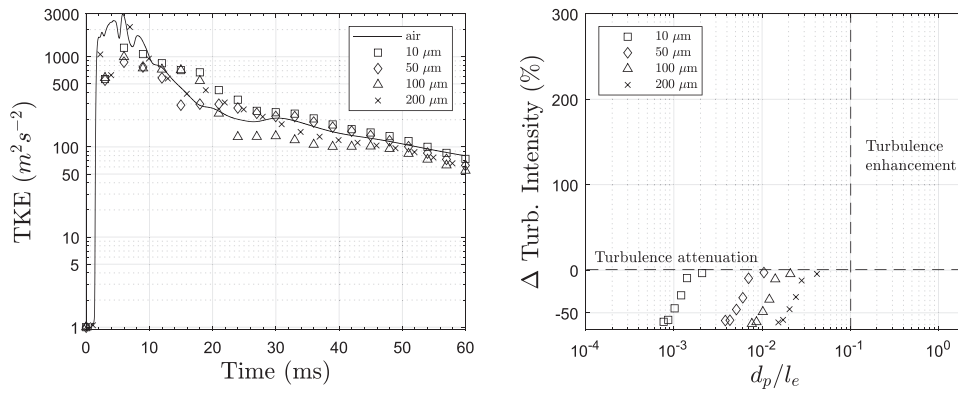 3000
1000
500
100
50
10
5
1
TKE (m²s⁻²)
0 10 20 30 40 50 60
Time (ms)
air
10 μm
50 μm
100 μm
200 μm
300
200
100
0
-50
Δ Turb. Intensity (%)
10 μm
50 μm
100 μm
200 μm
Turbulence
enhancement
Turbulence attenuation
10⁻⁴ 10⁻³ 10⁻² 10⁻¹ 10⁰
dₚ/lₑ